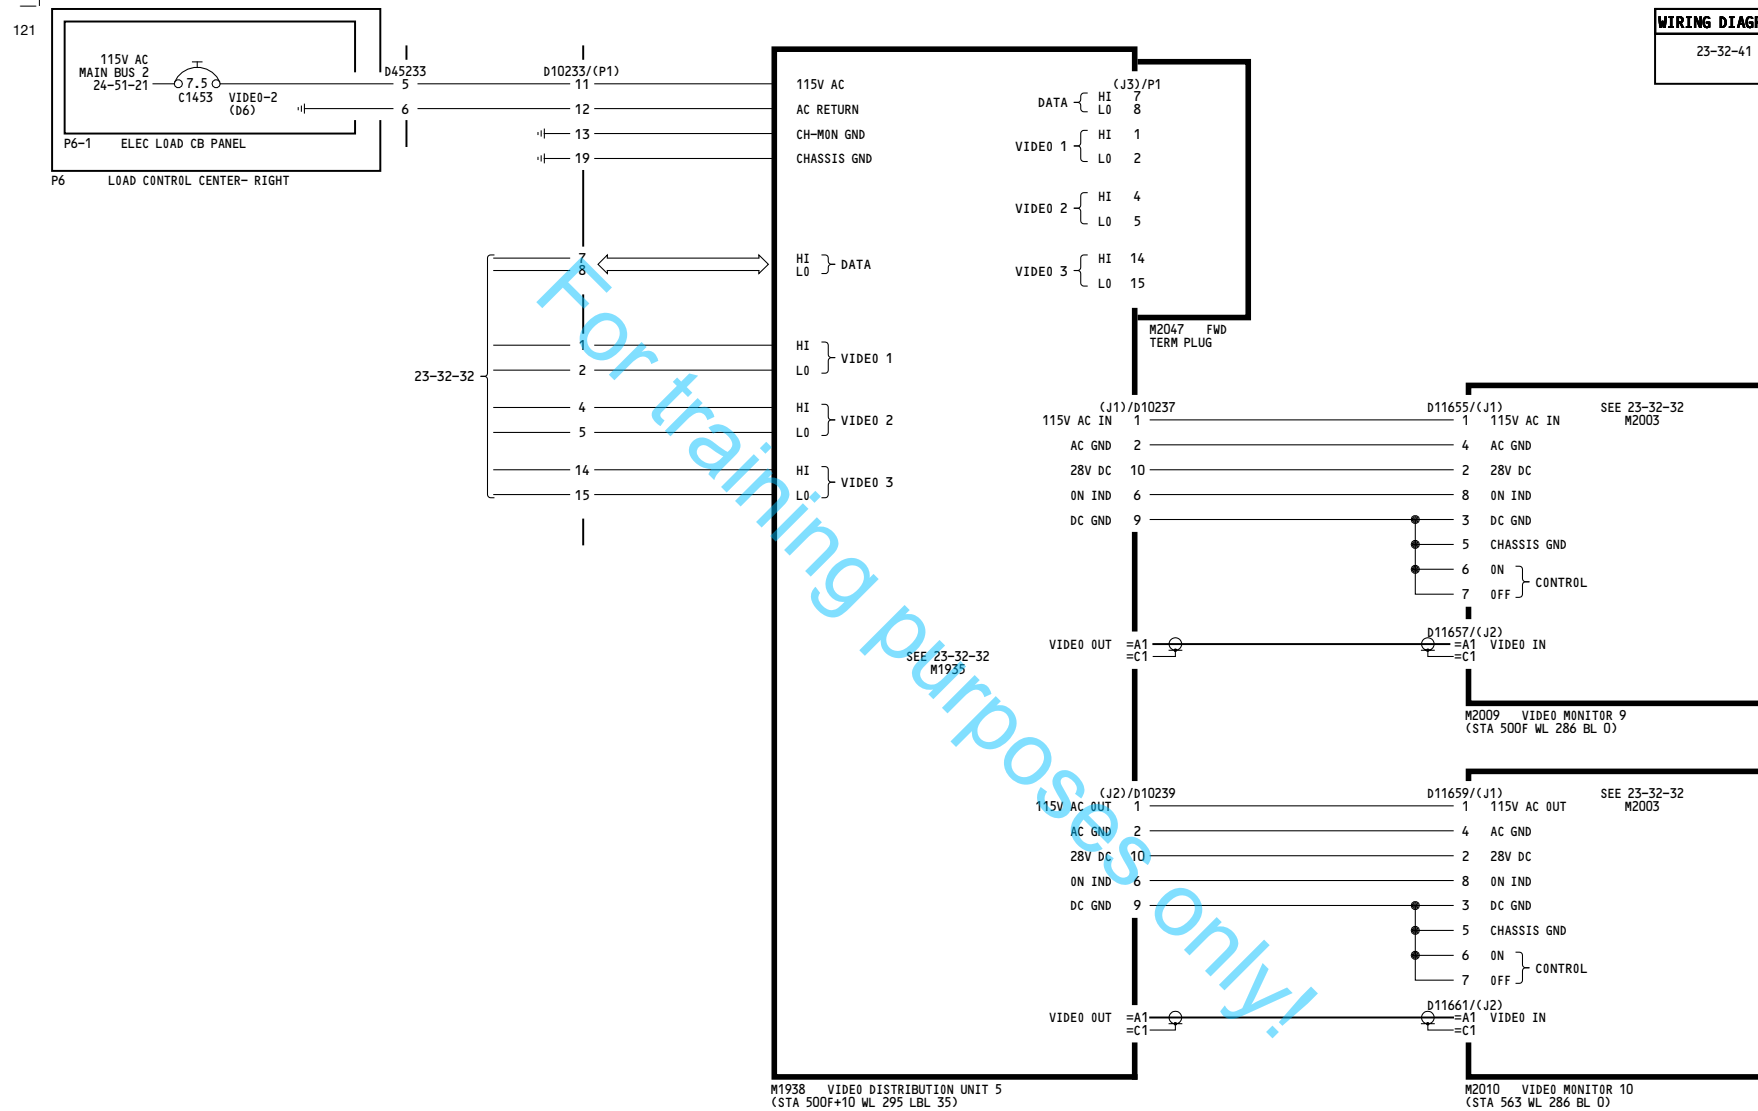 121
WIRING DIAG
23-32-41
115V AC
MAIN BUS 2
24-51-21
7.5
C1453
VIDEO-2
(D6)
P6-1 ELEC LOAD CB PANEL
P6 LOAD CONTROL CENTER- RIGHT
D45233
5
6
D10233/(P1)
11 115V AC
12 AC RETURN
13 CH-MON GND
19 CHASSIS GND
7 HI
8 LO
DATA
1 HI
2 LO
VIDEO 1
4 HI
5 LO
VIDEO 2
14 HI
15 LO
VIDEO 3
23-32-32
(J3)/P1
DATA
HI 7
LO 8
VIDEO 1
HI 1
LO 2
VIDEO 2
HI 4
LO 5
VIDEO 3
HI 14
LO 15
M2047 FWD
TERM PLUG
(J1)/D10237
115V AC IN 1
AC GND 2
28V DC 10
ON IND 6
DC GND 9
VIDEO OUT =A1
=C1
SEE 23-32-32
M1935
(J2)/D10239
115V AC OUT 1
AC GND 2
28V DC 10
ON IND 6
DC GND 9
VIDEO OUT =A1
=C1
M1938 VIDEO DISTRIBUTION UNIT 5
(STA 500F+10 WL 295 LBL 35)
D11655/(J1)
1 115V AC IN
4 AC GND
2 28V DC
8 ON IND
3 DC GND
5 CHASSIS GND
6 ON
7 OFF
CONTROL
D11657/(J2)
=A1 VIDEO IN
=C1
SEE 23-32-32
M2003
M2009 VIDEO MONITOR 9
(STA 500F WL 286 BL 0)
D11659/(J1)
1 115V AC OUT
4 AC GND
2 28V DC
8 ON IND
3 DC GND
5 CHASSIS GND
6 ON
7 OFF
CONTROL
D11661/(J2)
=A1 VIDEO IN
=C1
SEE 23-32-32
M2003
M2010 VIDEO MONITOR 10
(STA 563 WL 286 BL 0)
For training purposes only!